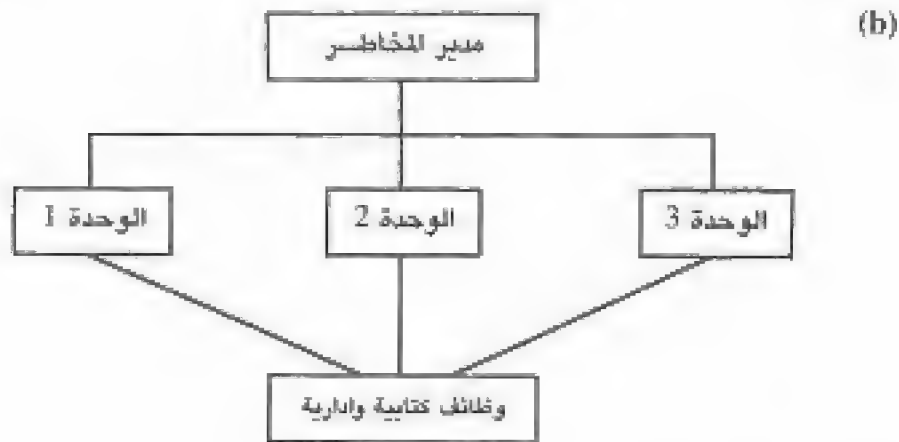 (b)
مدير المخاطر
الوحدة 1
الوحدة 2
الوحدة 3
وظائف كتابية وادارية